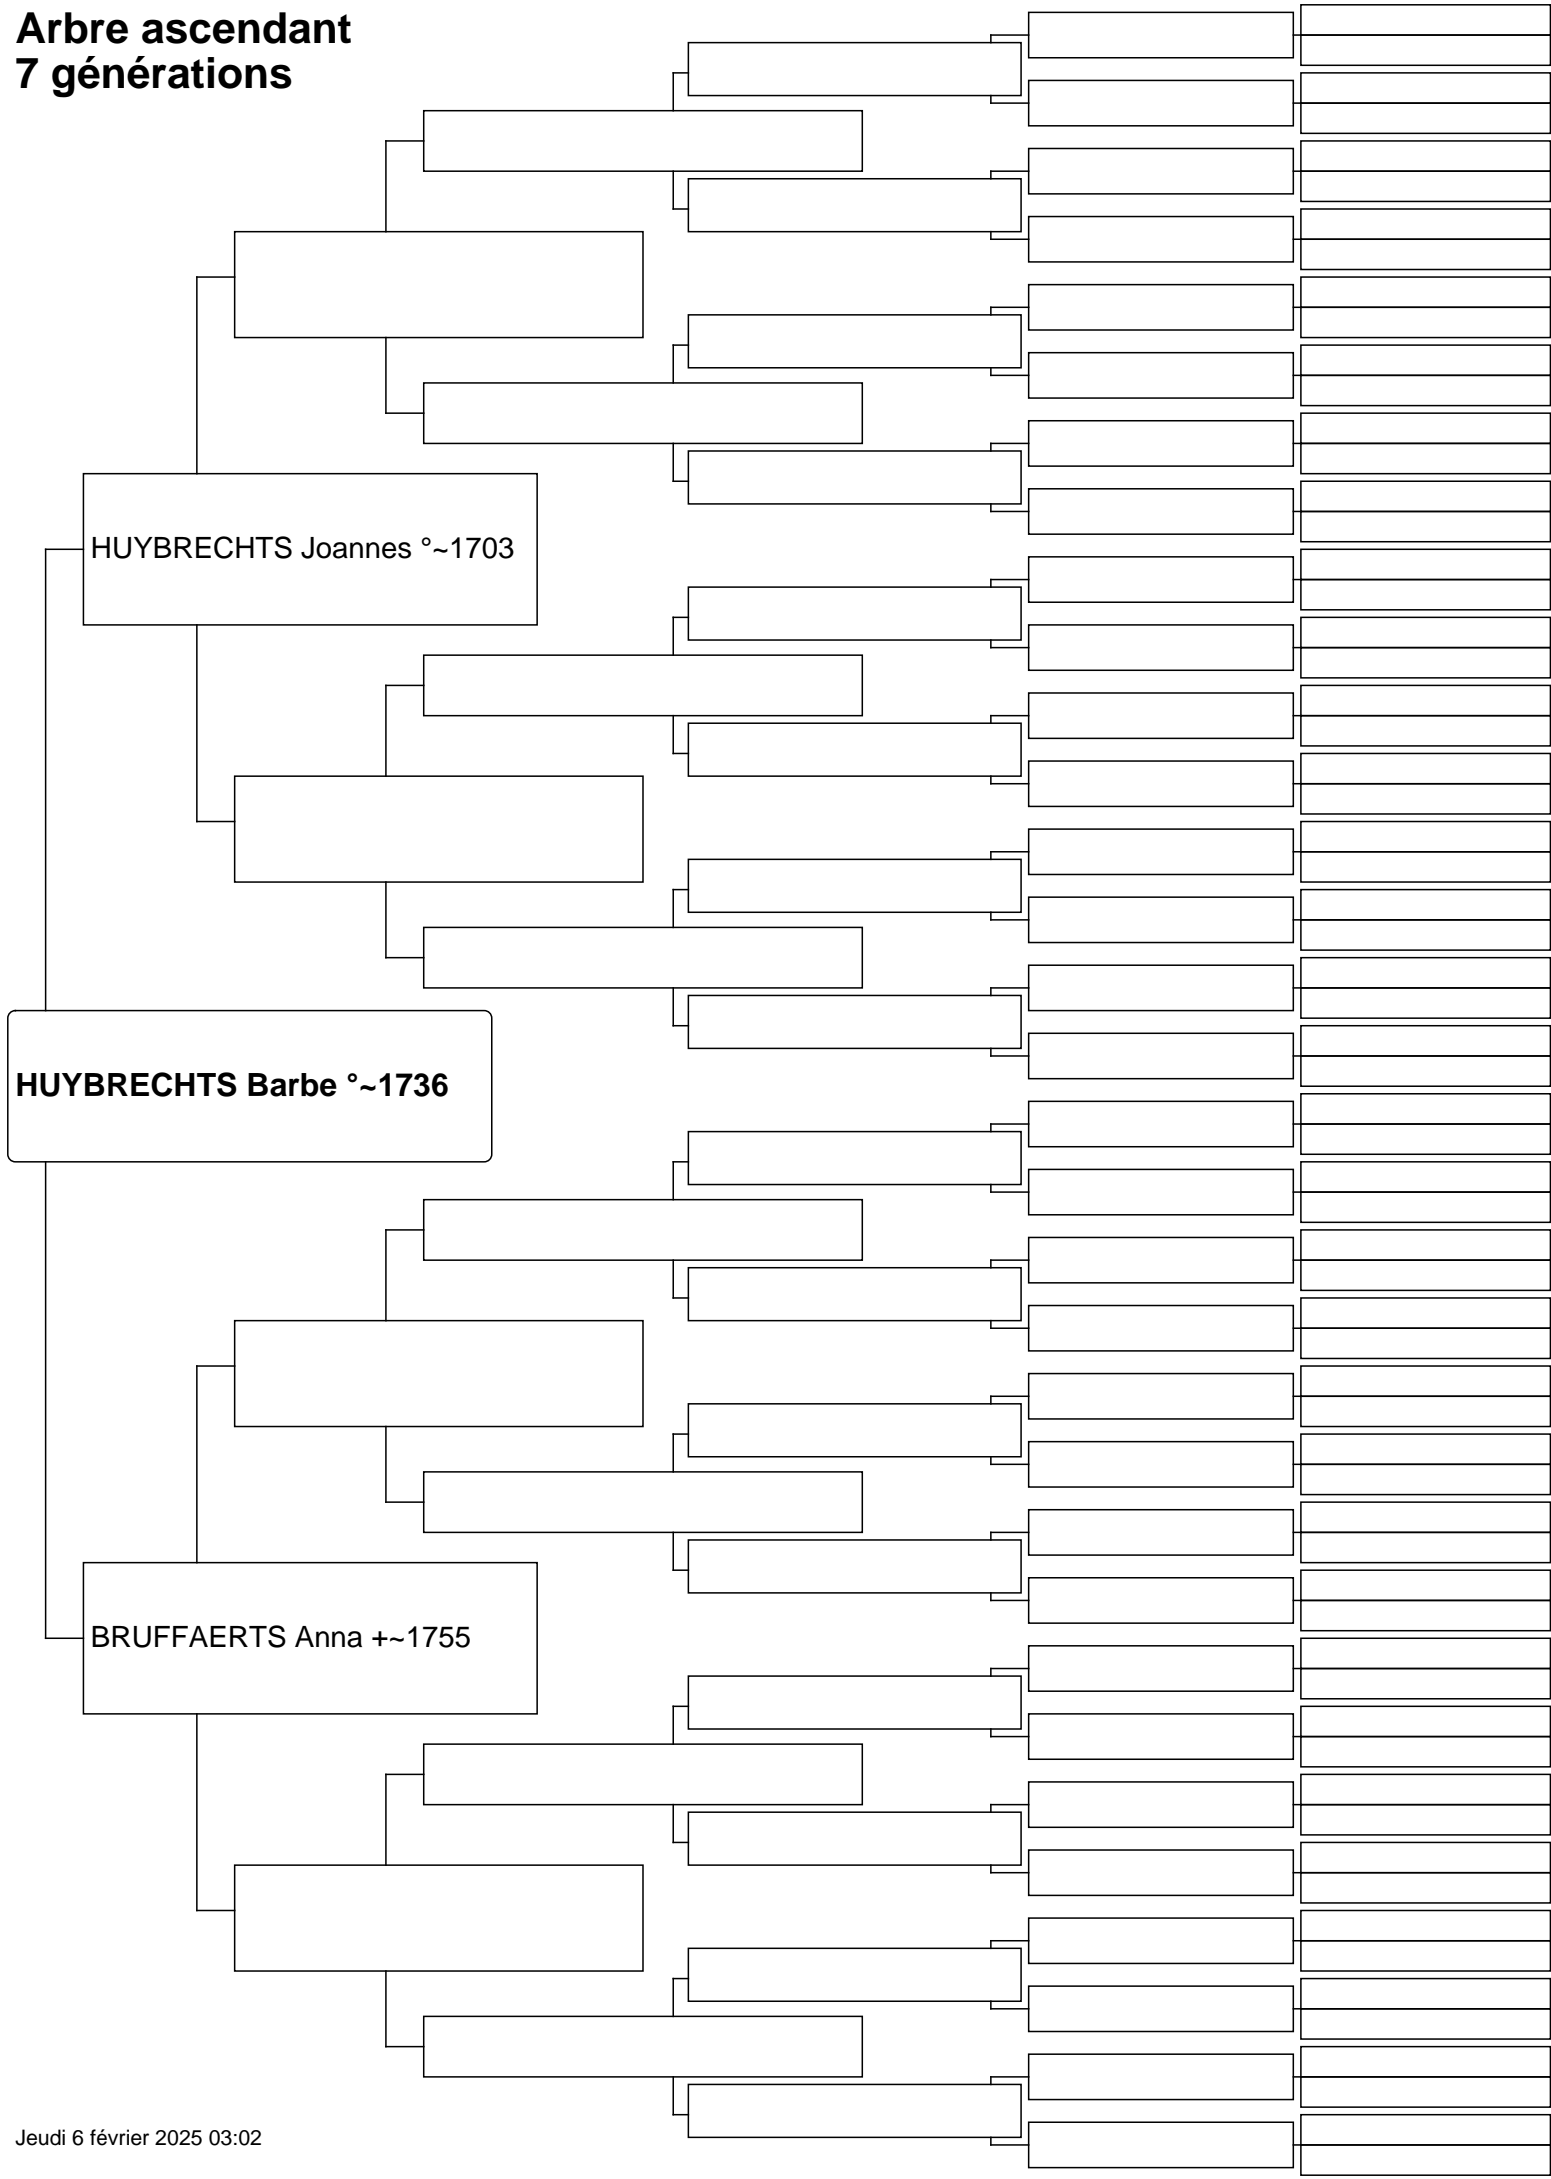 Arbre ascendant
7 générations
HUYBRECHTS Joannes °~1703
HUYBRECHTS Barbe °~1736
BRUFFAERTS Anna +~1755
Jeudi 6 février 2025 03:02